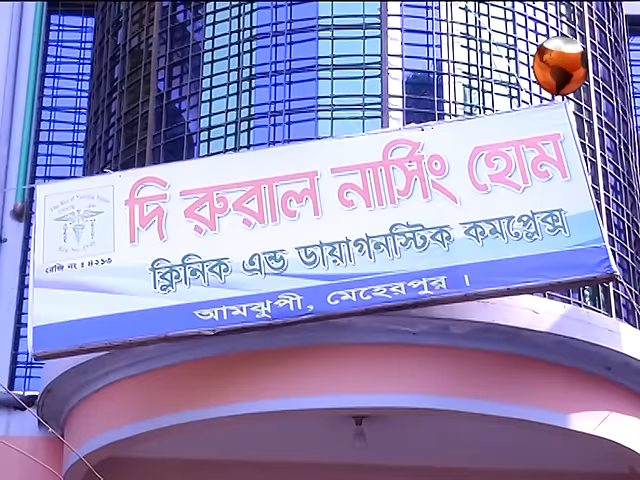 দি রুরাল নার্সিং হোম
ক্লিনিক এন্ড ডায়াগনস্টিক কমপ্লেক্স
আমঝুপী, মেহেরপুর ।